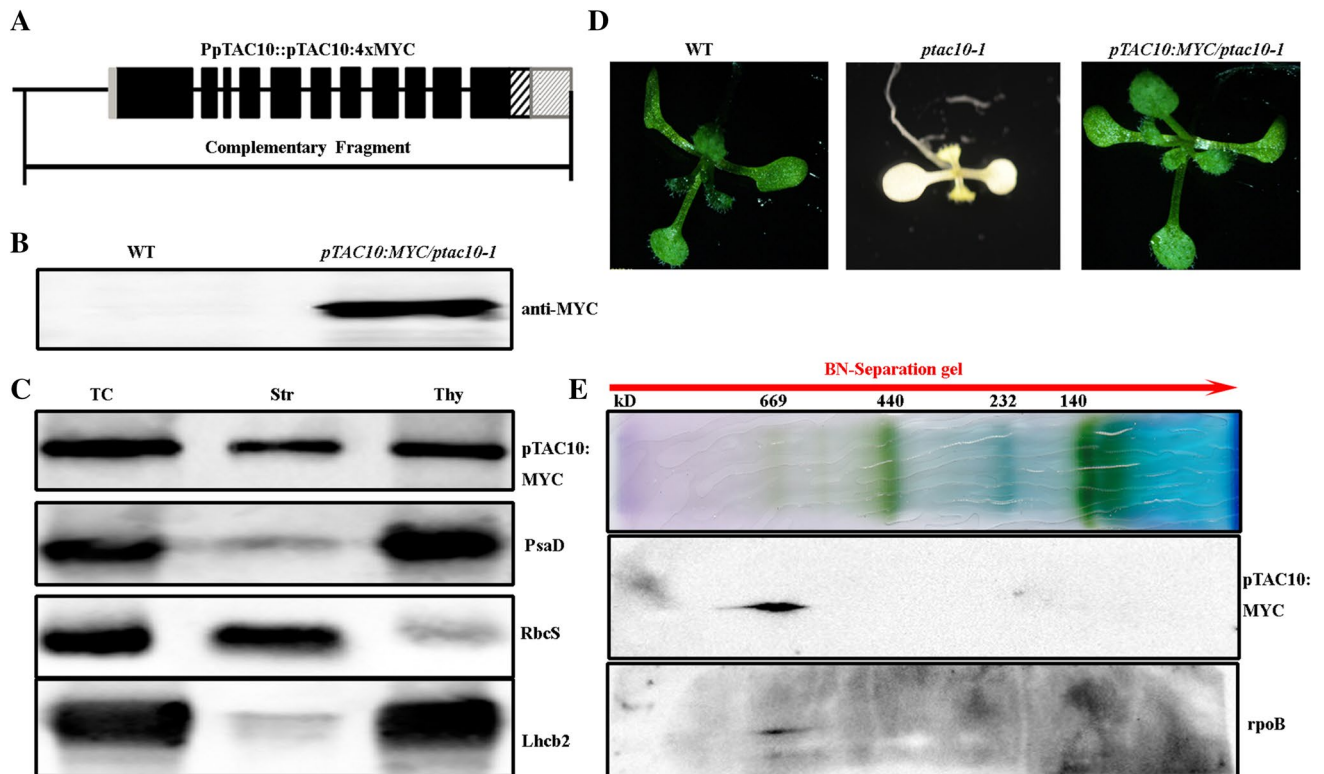 A
PpTAC10::pTAC10:4xMYC
Complementary Fragment
B
WT pTAC10:MYC/ptac10-1
anti-MYC
C
TC Str Thy
pTAC10:
MYC
PsaD
RbcS
Lhcb2
D
WT ptac10-1 pTAC10:MYC/ptac10-1
E
BN-Separation gel
kD 669 440 232 140
pTAC10:
MYC
rpoB